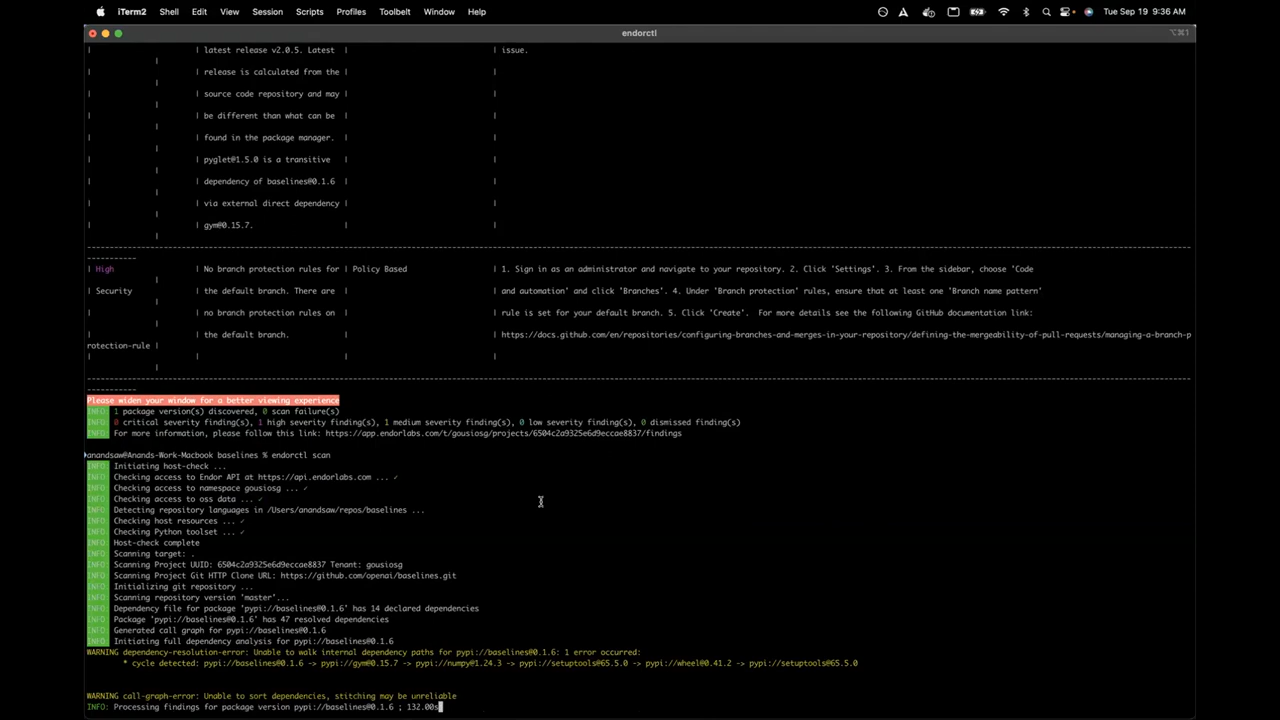 iTerm2 Shell Edit View Session Scripts Profiles Toolbelt Window Help Tue Sep 19 9:36 AM
endorctl ⌥⌘1
| | latest release v2.0.5. Latest | | issue.
|
| | release is calculated from the | |
|
| | source code repository and may | |
|
| | be different than what can be | |
|
| | found in the package manager. | |
|
| | pyglet@1.5.0 is a transitive | |
|
| | dependency of baselines@0.1.6 | |
|
| | via external direct dependency | |
|
| | gym@0.15.7. | |
|
| High | No branch protection rules for | Policy Based | 1. Sign in as an administrator and navigate to your repository. 2. Click 'Settings'. 3. From the sidebar, choose 'Code
|
| Security | the default branch. There are | | and automation' and click 'Branches'. 4. Under 'Branch protection' rules, ensure that at least one 'Branch name pattern'
|
| | no branch protection rules on | | rule is set for your default branch. 5. Click 'Create'. For more details see the following GitHub documentation link:
|
| | the default branch. | | https://docs.github.com/en/repositories/configuring-branches-and-merges-in-your-repository/defining-the-mergeability-of-pull-requests/managing-a-branch-p
rotection-rule |
| | | |
|
Please widen your window for a better viewing experience
INFO: 1 package version(s) discovered, 0 scan failure(s)
INFO: 0 critical severity finding(s), 1 high severity finding(s), 1 medium severity finding(s), 0 low severity finding(s), 0 dismissed finding(s)
INFO: For more information, please follow this link: https://app.endorlabs.com/t/gousiosg/projects/6504c2a9325e6d9eccae8837/findings
anandsaw@Anands-Work-Macbook baselines % endorctl scan
INFO: Initiating host-check ...
INFO: Checking access to Endor API at https://api.endorlabs.com ... ✓
INFO: Checking access to namespace gousiosg ... ✓
INFO: Checking access to oss data ... ✓
INFO: Detecting repository languages in /Users/anandsaw/repos/baselines ...
INFO: Checking host resources ... ✓
INFO: Checking Python toolset ... ✓
INFO: Host-check complete
INFO: Scanning target: .
INFO: Scanning Project UUID: 6504c2a9325e6d9eccae8837 Tenant: gousiosg
INFO: Scanning Project Git HTTP Clone URL: https://github.com/openai/baselines.git
INFO: Initializing git repository ...
INFO: Scanning repository version 'master'...
INFO: Dependency file for package 'pypi://baselines@0.1.6' has 14 declared dependencies
INFO: Package 'pypi://baselines@0.1.6' has 47 resolved dependencies
INFO: Generated call graph for pypi://baselines@0.1.6
INFO: Initiating full dependency analysis for pypi://baselines@0.1.6
WARNING dependency-resolution-error: Unable to walk internal dependency paths for pypi://baselines@0.1.6: 1 error occurred:
* cycle detected: pypi://baselines@0.1.6 -> pypi://gym@0.15.7 -> pypi://numpy@1.24.3 -> pypi://setuptools@65.5.0 -> pypi://wheel@0.41.2 -> pypi://setuptools@65.5.0
WARNING call-graph-error: Unable to sort dependencies, stitching may be unreliable
INFO: Processing findings for package version pypi://baselines@0.1.6 ; 132.00s